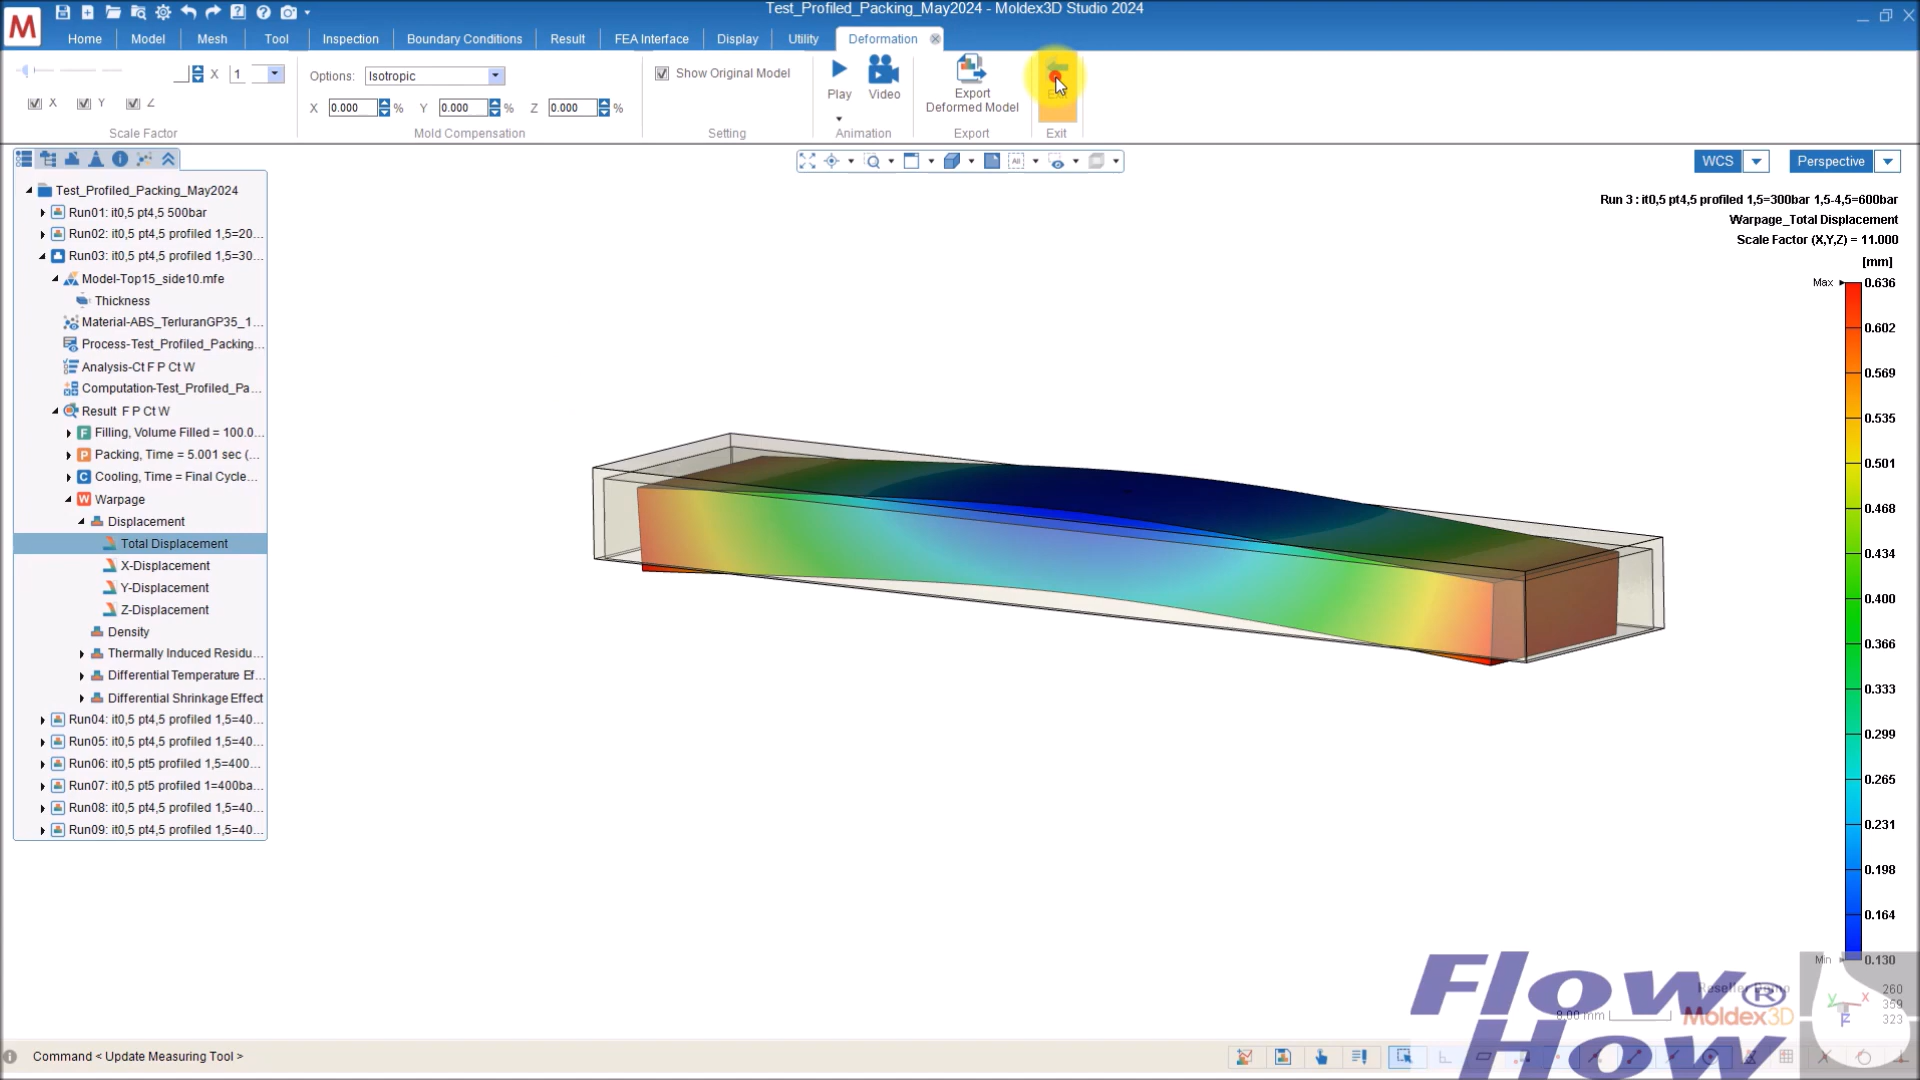 Test_Profiled_Packing_May2024 - Moldex3D Studio 2024
Home Model Mesh Tool Inspection Boundary Conditions Result FEA Interface Display Utility Deformation
X 1
X Y Z
Scale Factor
Options: Isotropic
X 0.000 % Y 0.000 % Z 0.000 %
Mold Compensation
Show Original Model
Setting
Play Video
Animation
Export
Deformed Model
Export
Exit
WCS Perspective
Test_Profiled_Packing_May2024
Run01: it0,5 pt4,5 500bar
Run02: it0,5 pt4,5 profiled 1,5=20...
Run03: it0,5 pt4,5 profiled 1,5=30...
Model-Top15_side10.mfe
Thickness
Material-ABS_TerluranGP35_1...
Process-Test_Profiled_Packing...
Analysis-Ct F P Ct W
Computation-Test_Profiled_Pa...
Result F P Ct W
F Filling, Volume Filled = 100.0...
P Packing, Time = 5.001 sec (...
C Cooling, Time = Final Cycle...
W Warpage
Displacement
Total Displacement
X-Displacement
Y-Displacement
Z-Displacement
Density
Thermally Induced Residu...
Differential Temperature Ef...
Differential Shrinkage Effect
Run04: it0,5 pt4,5 profiled 1,5=40...
Run05: it0,5 pt4,5 profiled 1,5=40...
Run06: it0,5 pt5 profiled 1,5=400...
Run07: it0,5 pt5 profiled 1=400ba...
Run08: it0,5 pt4,5 profiled 1,5=40...
Run09: it0,5 pt4,5 profiled 1,5=40...
Run 3 : it0,5 pt4,5 profiled 1,5=300bar 1,5-4,5=600bar
Warpage_Total Displacement
Scale Factor (X,Y,Z) = 11.000
[mm]
Max 0.636
0.602
0.569
0.535
0.501
0.468
0.434
0.400
0.366
0.333
0.299
0.265
0.231
0.198
0.164
Min 0.130
Flow
How
®
Reseller Demo
Moldex3D
8.00 mm
Y X
Z
260
359
323
Command < Update Measuring Tool >